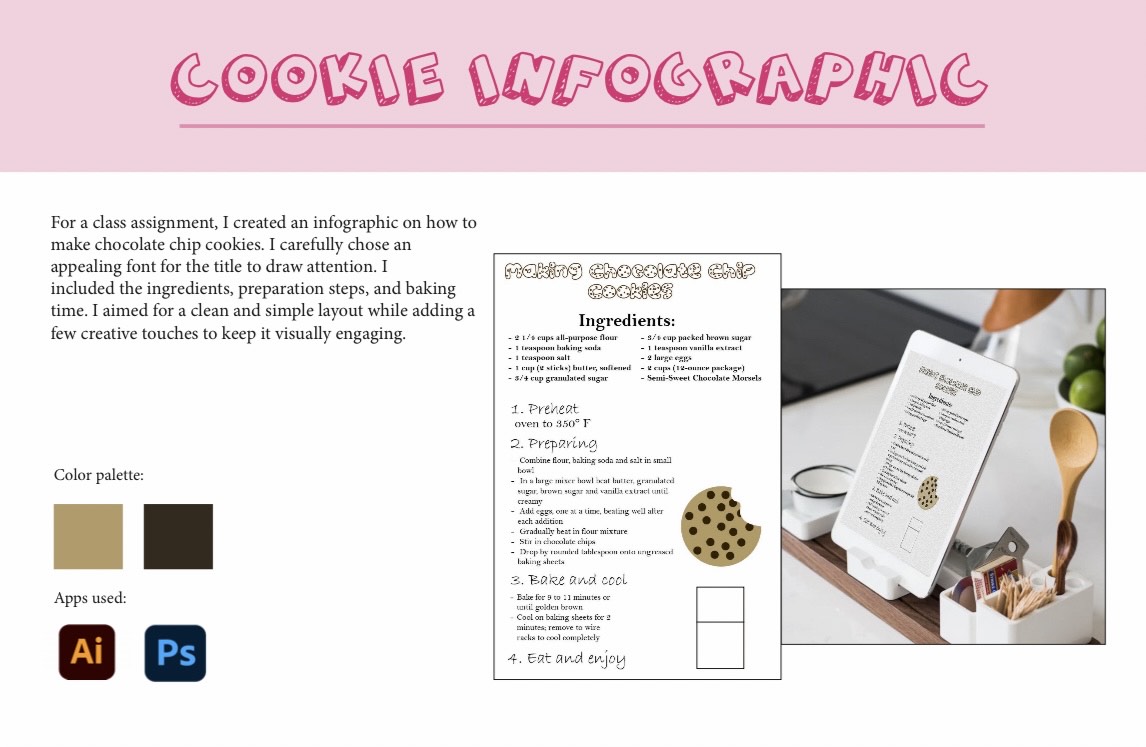 COOKIE INFOGRAPHIC
For a class assignment, I created an infographic on how to
make chocolate chip cookies. I carefully chose an
appealing font for the title to draw attention. I
included the ingredients, preparation steps, and baking
time. I aimed for a clean and simple layout while adding a
few creative touches to keep it visually engaging.
Color palette:
Apps used:
Ai
Ps
Making Chocolate Chip
Cookies
Ingredients:
- 2 1/4 cups all-purpose flour
- 1 teaspoon baking soda
- 1 teaspoon salt
- 1 cup (2 sticks) butter, softened
- 3/4 cup granulated sugar
- 3/4 cup packed brown sugar
- 1 teaspoon vanilla extract
- 2 large eggs
- 2 cups (12-ounce package)
- Semi-Sweet Chocolate Morsels
1. Preheat
oven to 350° F
2. Preparing
Combine flour, baking soda and salt in small
bowl
- In a large mixer bowl beat butter, granulated
sugar, brown sugar and vanilla extract until
creamy
- Add eggs, one at a time, beating well after
each addition
- Gradually beat in flour mixture
- Stir in chocolate chips
- Drop by rounded tablespoon onto ungreased
baking sheets
3. Bake and cool
- Bake for 9 to 11 minutes or
until golden brown
- Cool on baking sheets for 2
minutes; remove to wire
racks to cool completely
4. Eat and enjoy
Making Chocolate Chip
Cookies
Ingredients: